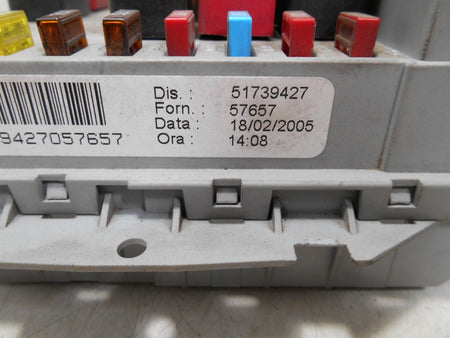 Dis. : 51739427
Forn. : 57657
Data : 18/02/2005
Ora : 14:08
9427057657